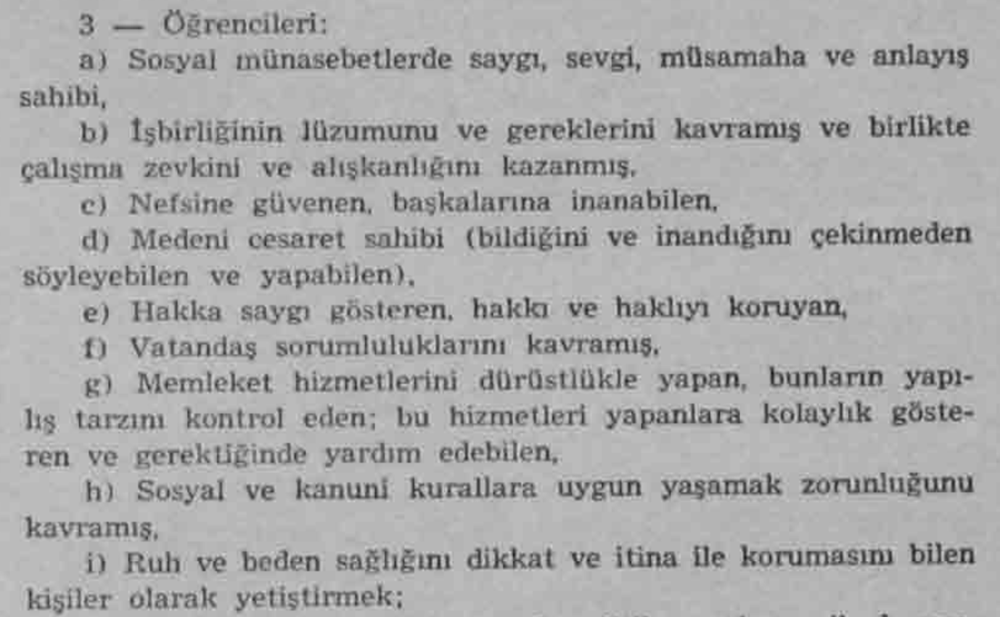 3 — Öğrencileri:
a) Sosyal münasebetlerde saygı, sevgi, müsamaha ve anlayış
sahibi,
b) İşbirliğinin lüzumunu ve gereklerini kavramış ve birlikte
çalışma zevkini ve alışkanlığını kazanmış,
c) Nefsine güvenen, başkalarına inanabilen,
d) Medeni cesaret sahibi (bildiğini ve inandığını çekinmeden
söyleyebilen ve yapabilen),
e) Hakka saygı gösteren, hakkı ve haklıyı koruyan,
f) Vatandaş sorumluluklarını kavramış,
g) Memleket hizmetlerini dürüstlükle yapan, bunların yapı-
lış tarzını kontrol eden; bu hizmetleri yapanlara kolaylık göste-
ren ve gerektiğinde yardım edebilen,
h) Sosyal ve kanuni kurallara uygun yaşamak zorunluğunu
kavramış,
i) Ruh ve beden sağlığını dikkat ve itina ile korumasını bilen
kişiler olarak yetiştirmek;